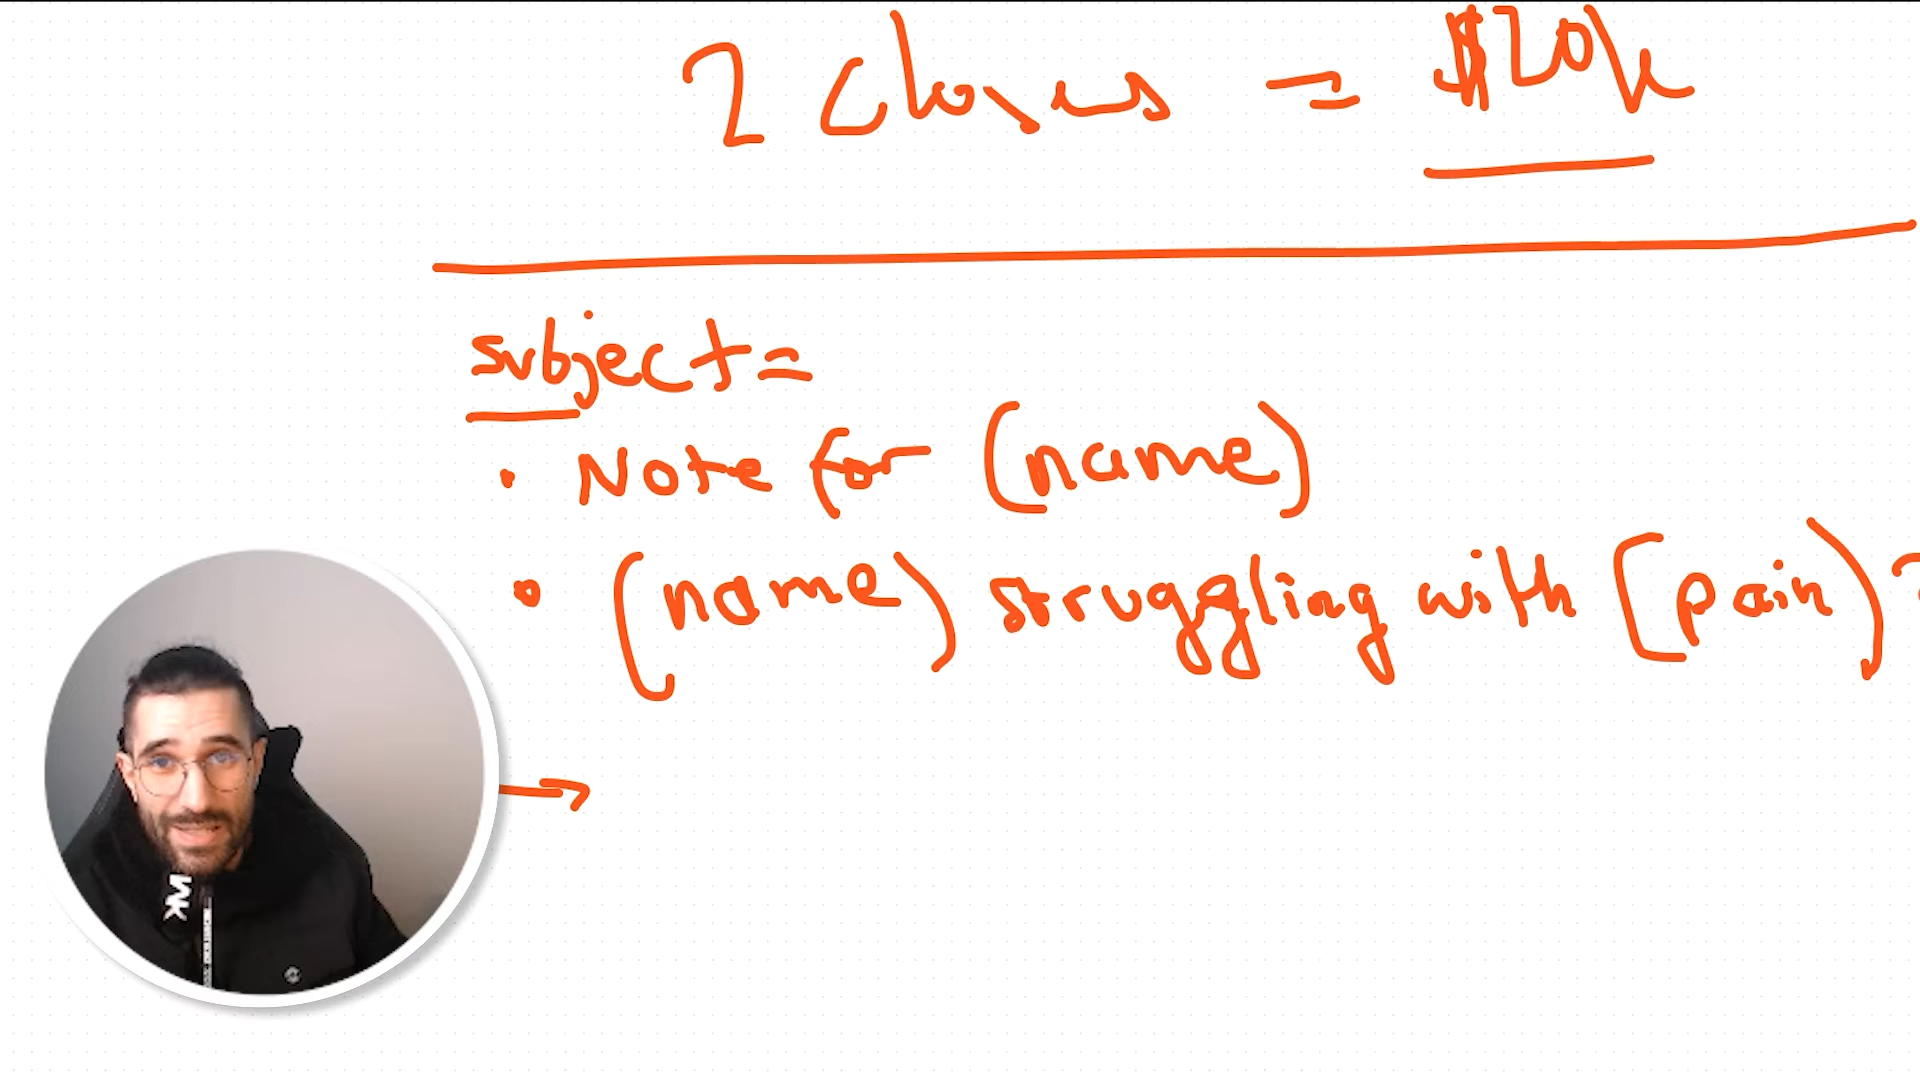 2 closes = $20k
subject=
• Note for (name)
• (name) struggling with (pain)?
→